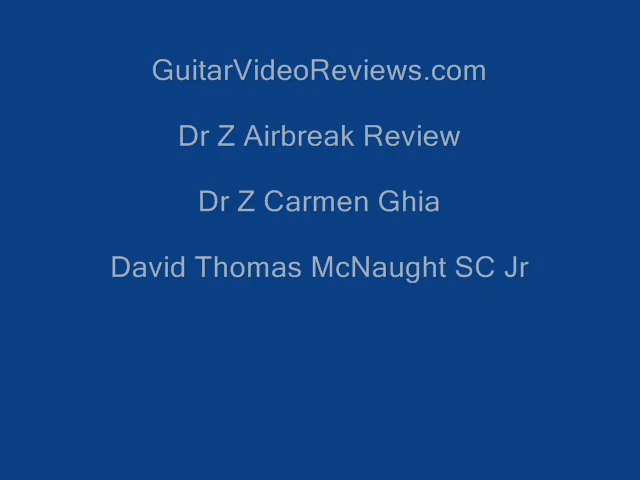 GuitarVideoReviews.com
Dr Z Airbreak Review
Dr Z Carmen Ghia
David Thomas McNaught SC Jr